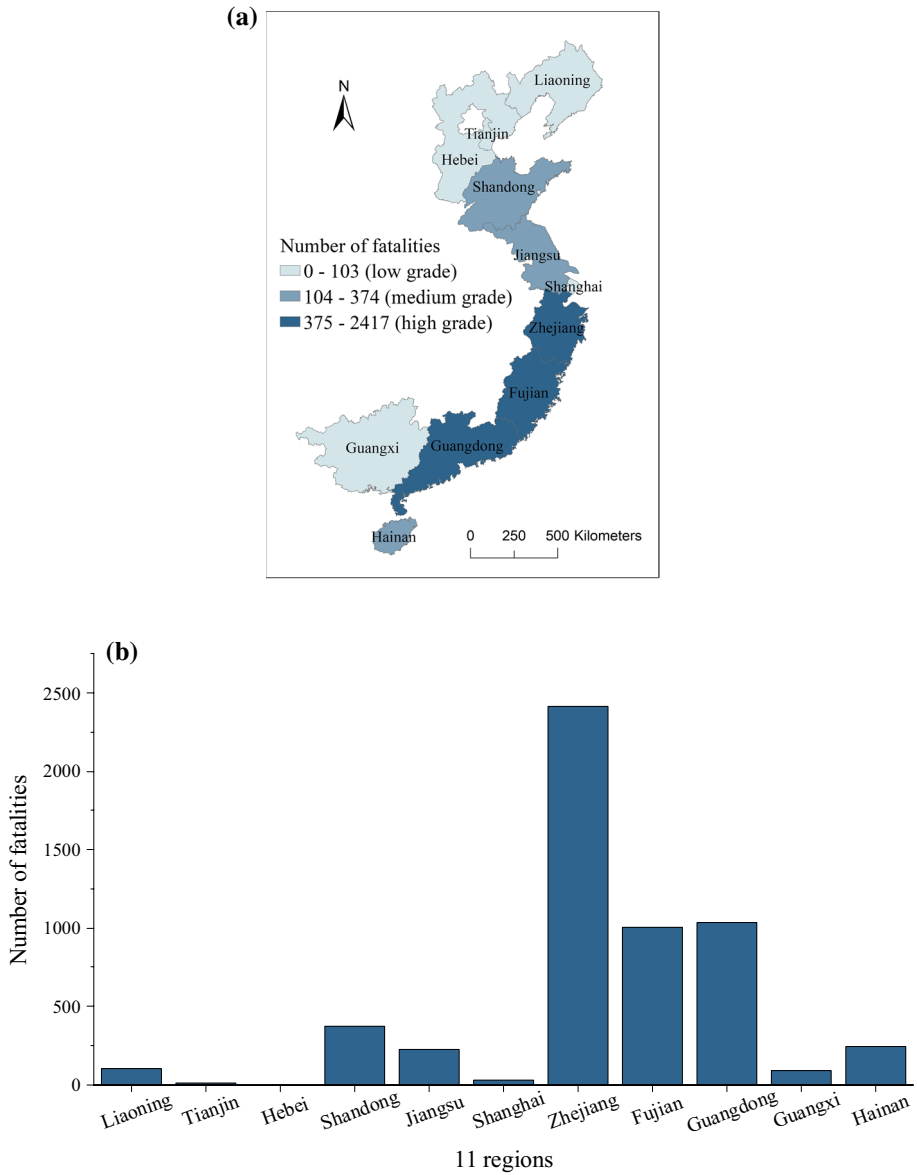 (a)
N
Liaoning
Tianjin
Hebei
Shandong
Number of fatalities
0 - 103 (low grade)
104 - 374 (medium grade)
375 - 2417 (high grade)
Jiangsu
Shanghai
Zhejiang
Fujian
Guangxi
Guangdong
Hainan
0 250 500 Kilometers
(b)
Number of fatalities
2500
2000
1500
1000
500
0
Liaoning Tianjin Hebei Shandong Jiangsu Shanghai Zhejiang Fujian Guangdong Guangxi Hainan
11 regions